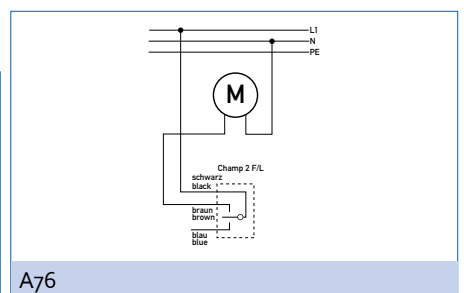 L1
N
PE
M
Champ 2 F/L
schwarz
black
braun
brown
blau
blue
A76